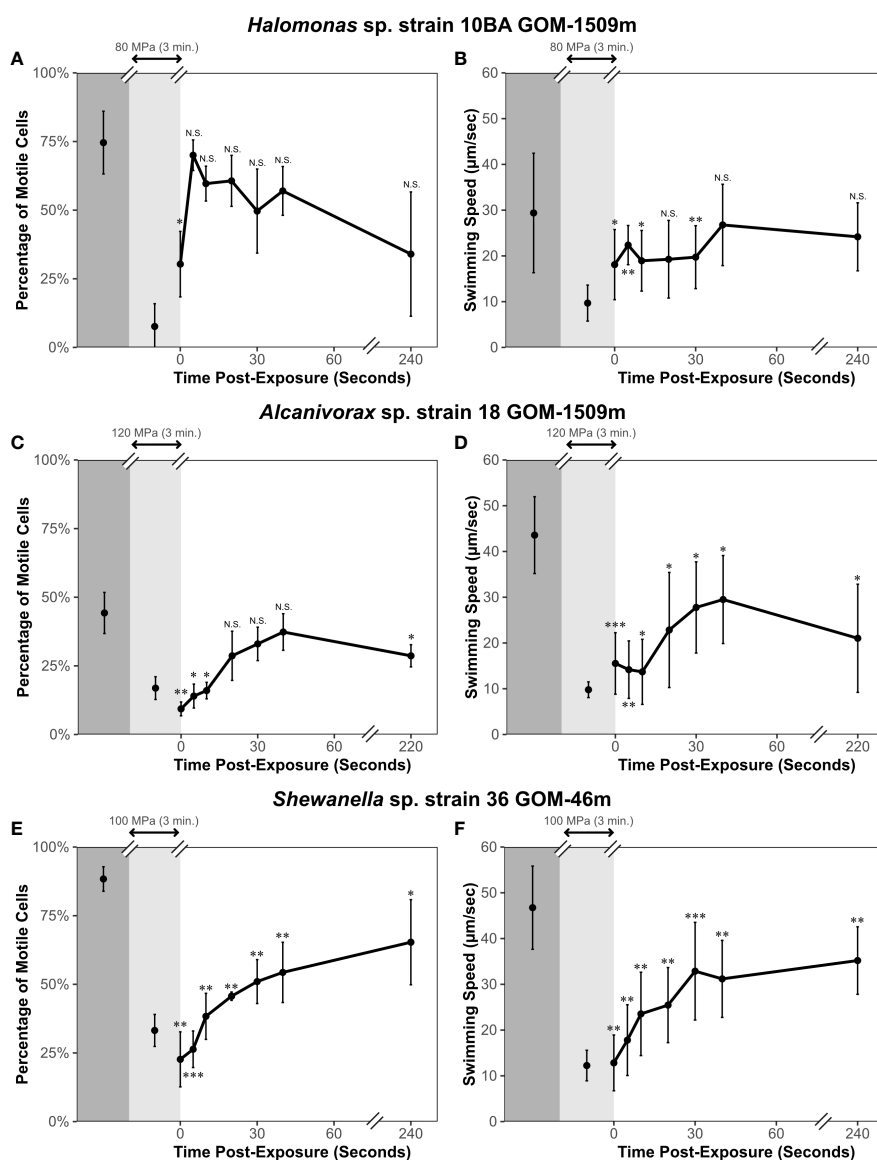 Halomonas sp. strain 10BA GOM-1509m
A
80 MPa (3 min.)
100%
75%
50%
25%
0%
Percentage of Motile Cells
*
N.S.
N.S.
N.S.
N.S.
N.S.
N.S.
0
30
60
240
Time Post-Exposure (Seconds)
B
80 MPa (3 min.)
60
50
40
30
20
10
0
Swimming Speed (µm/sec)
*
**
*
N.S.
**
N.S.
N.S.
0
30
60
240
Time Post-Exposure (Seconds)
Alcanivorax sp. strain 18 GOM-1509m
C
120 MPa (3 min.)
100%
75%
50%
25%
0%
Percentage of Motile Cells
**
*
*
N.S.
N.S.
N.S.
*
0
30
60
220
Time Post-Exposure (Seconds)
D
120 MPa (3 min.)
60
50
40
30
20
10
0
Swimming Speed (µm/sec)
***
**
*
*
*
*
*
0
30
60
220
Time Post-Exposure (Seconds)
Shewanella sp. strain 36 GOM-46m
E
100 MPa (3 min.)
100%
75%
50%
25%
0%
Percentage of Motile Cells
**
***
**
**
**
**
*
0
30
60
240
Time Post-Exposure (Seconds)
F
100 MPa (3 min.)
60
50
40
30
20
10
0
Swimming Speed (µm/sec)
**
**
**
**
***
**
**
0
30
60
240
Time Post-Exposure (Seconds)